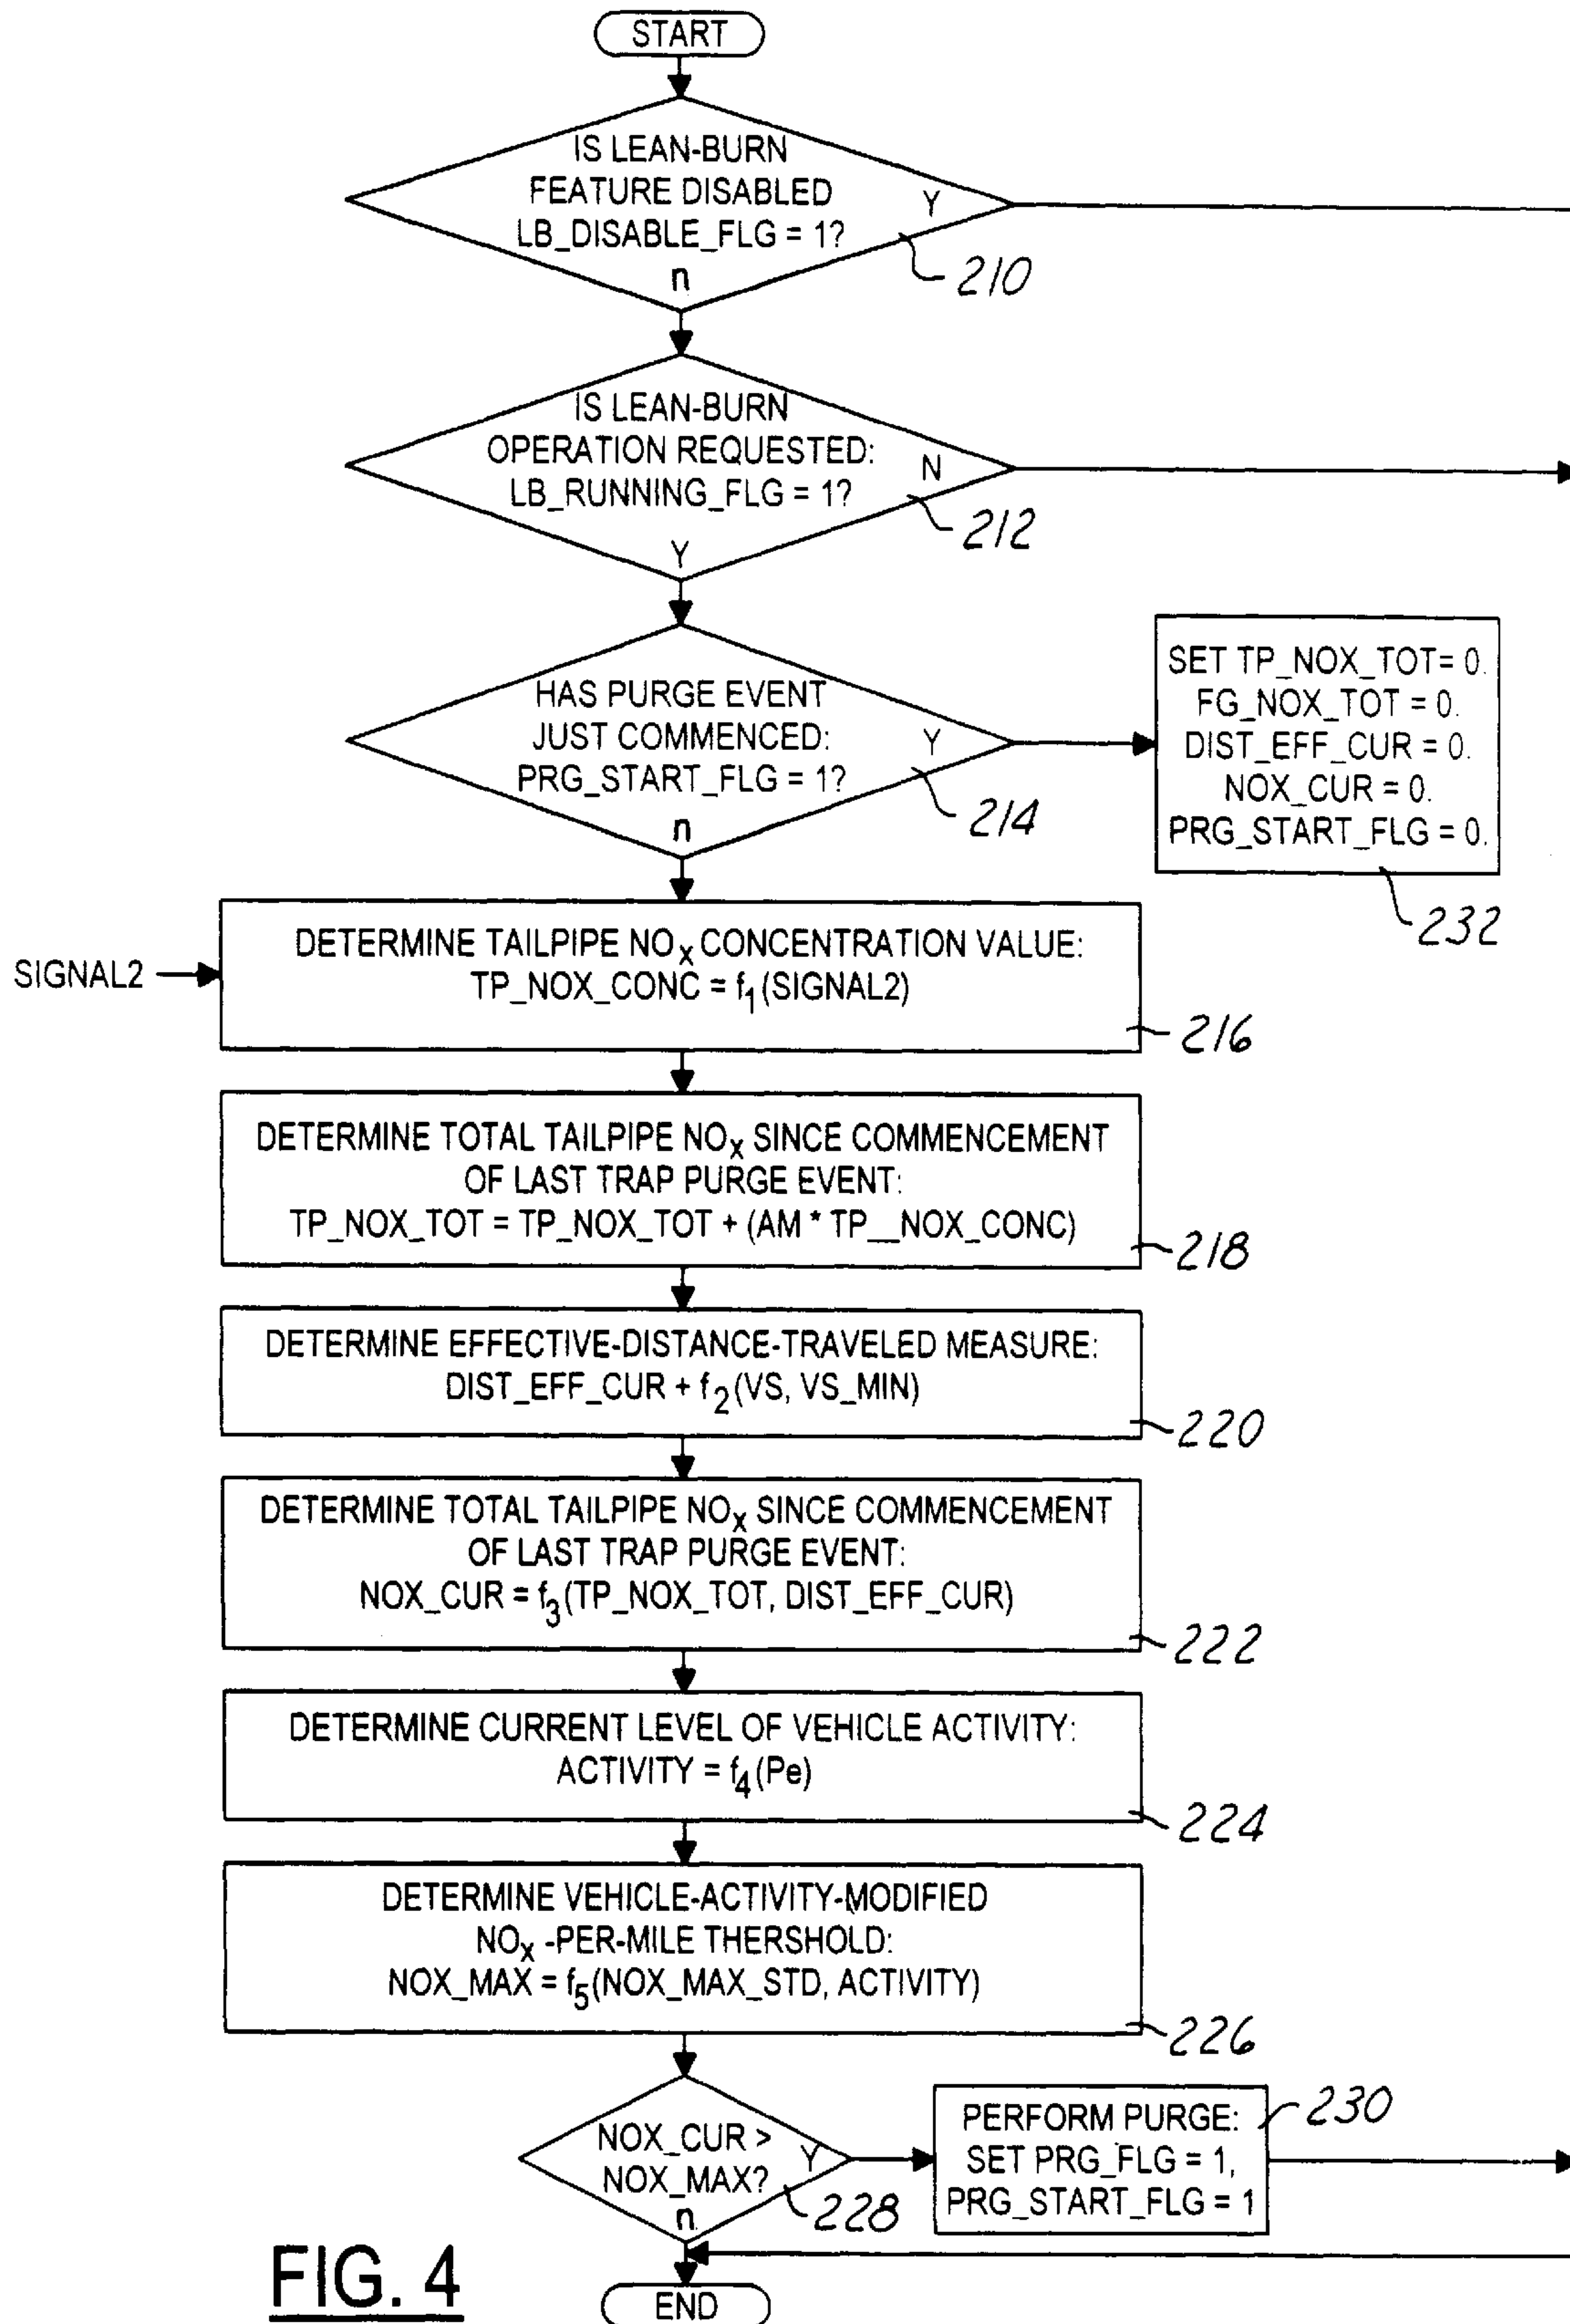 START
IS LEAN-BURN
FEATURE DISABLED
LB_DISABLE_FLG = 1?
Y
n
210
IS LEAN-BURN
OPERATION REQUESTED:
LB_RUNNING_FLG = 1?
N
Y
212
HAS PURGE EVENT
JUST COMMENCED:
PRG_START_FLG = 1?
Y
n
214
SET TP_NOX_TOT= 0.
FG_NOX_TOT = 0.
DIST_EFF_CUR = 0.
NOX_CUR = 0.
PRG_START_FLG = 0.
232
SIGNAL2
DETERMINE TAILPIPE NOx CONCENTRATION VALUE:
TP_NOX_CONC = f1(SIGNAL2)
216
DETERMINE TOTAL TAILPIPE NOx SINCE COMMENCEMENT
OF LAST TRAP PURGE EVENT:
TP_NOX_TOT = TP_NOX_TOT + (AM * TP__NOX_CONC)
218
DETERMINE EFFECTIVE-DISTANCE-TRAVELED MEASURE:
DIST_EFF_CUR + f2(VS, VS_MIN)
220
DETERMINE TOTAL TAILPIPE NOx SINCE COMMENCEMENT
OF LAST TRAP PURGE EVENT:
NOX_CUR = f3(TP_NOX_TOT, DIST_EFF_CUR)
222
DETERMINE CURRENT LEVEL OF VEHICLE ACTIVITY:
ACTIVITY = f4(Pe)
224
DETERMINE VEHICLE-ACTIVITY-MODIFIED
NOx -PER-MILE THERSHOLD:
NOX_MAX = f5(NOX_MAX_STD, ACTIVITY)
226
NOX_CUR >
NOX_MAX?
Y
n
228
PERFORM PURGE:
SET PRG_FLG = 1,
PRG_START_FLG = 1
230
END
FIG. 4